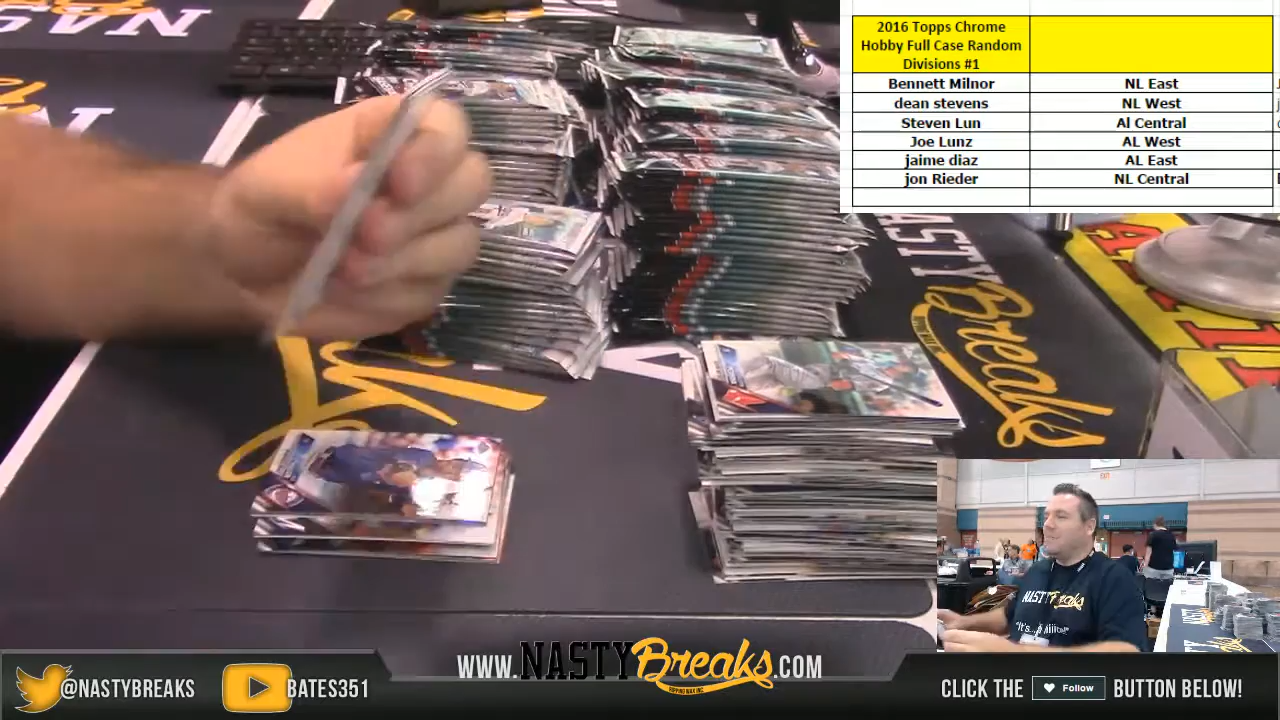 2016 Topps Chrome
Hobby Full Case Random
Divisions #1
Bennett Milnor NL East
dean stevens NL West
Steven Lun Al Central
Joe Lunz AL West
jaime diaz AL East
jon Rieder NL Central
NASTY
Breaks
NASTY Breaks
"It's...
@NASTYBREAKS
BATES351
WWW.NASTYBreaks.COM
CLICK THE Follow BUTTON BELOW!